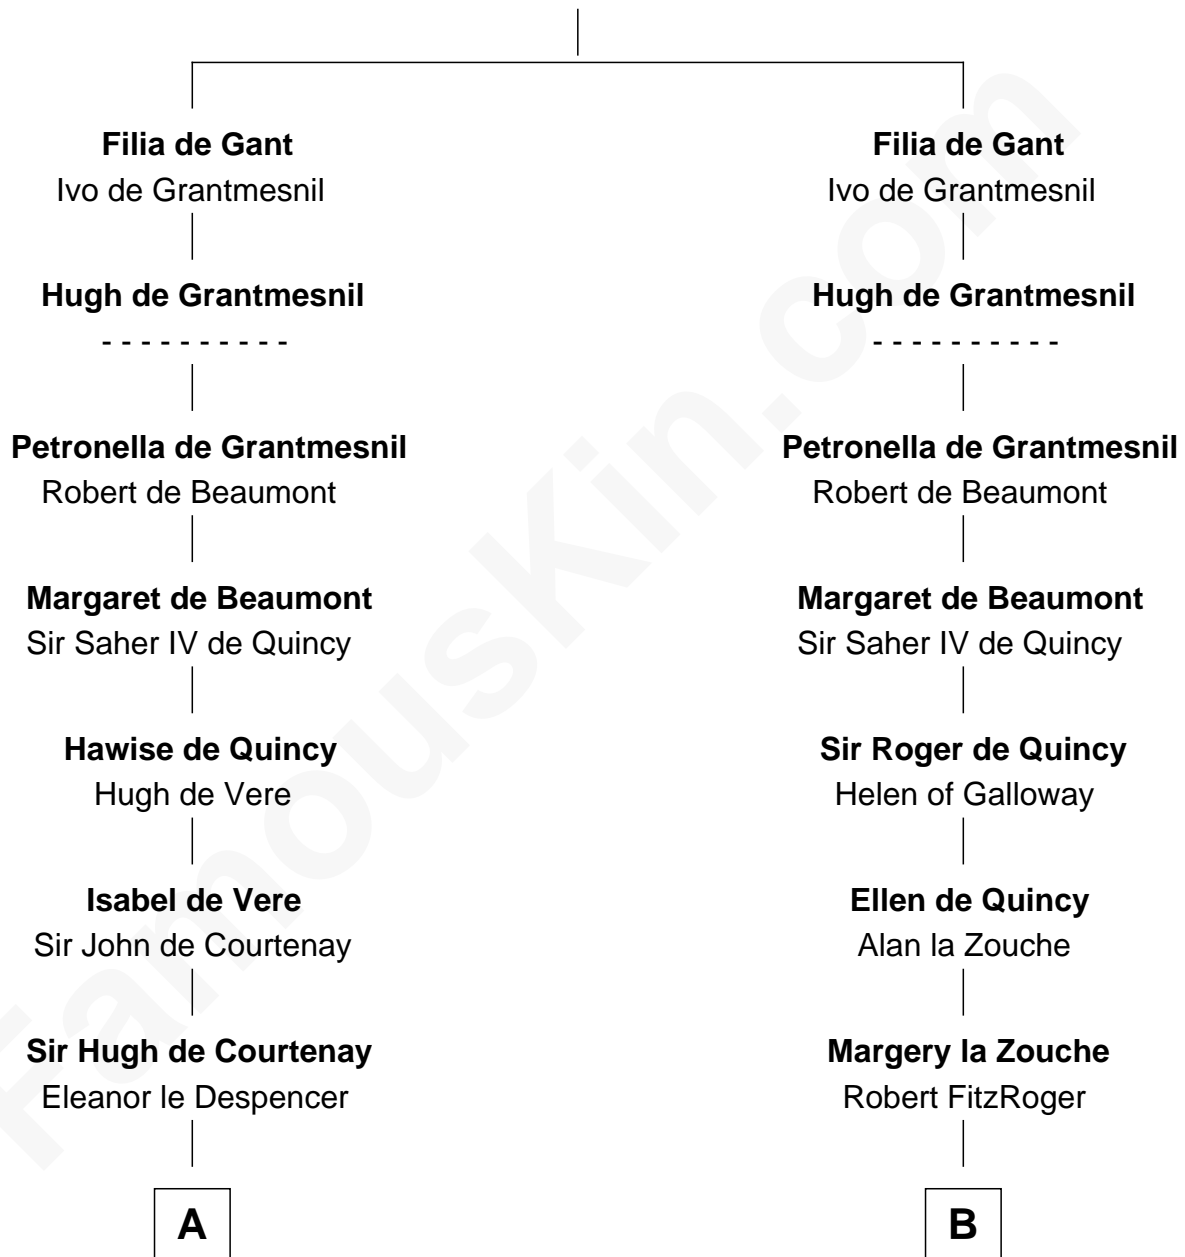 Filia de Gant
Ivo de Grantmesnil
Hugh de Grantmesnil
- - - - - - - - - -
Petronella de Grantmesnil
Robert de Beaumont
Margaret de Beaumont
Sir Saher IV de Quincy
Hawise de Quincy
Hugh de Vere
Isabel de Vere
Sir John de Courtenay
Sir Hugh de Courtenay
Eleanor le Despencer
A
Filia de Gant
Ivo de Grantmesnil
Hugh de Grantmesnil
- - - - - - - - - -
Petronella de Grantmesnil
Robert de Beaumont
Margaret de Beaumont
Sir Saher IV de Quincy
Sir Roger de Quincy
Helen of Galloway
Ellen de Quincy
Alan la Zouche
Margery la Zouche
Robert FitzRoger
B
FamousKin.com